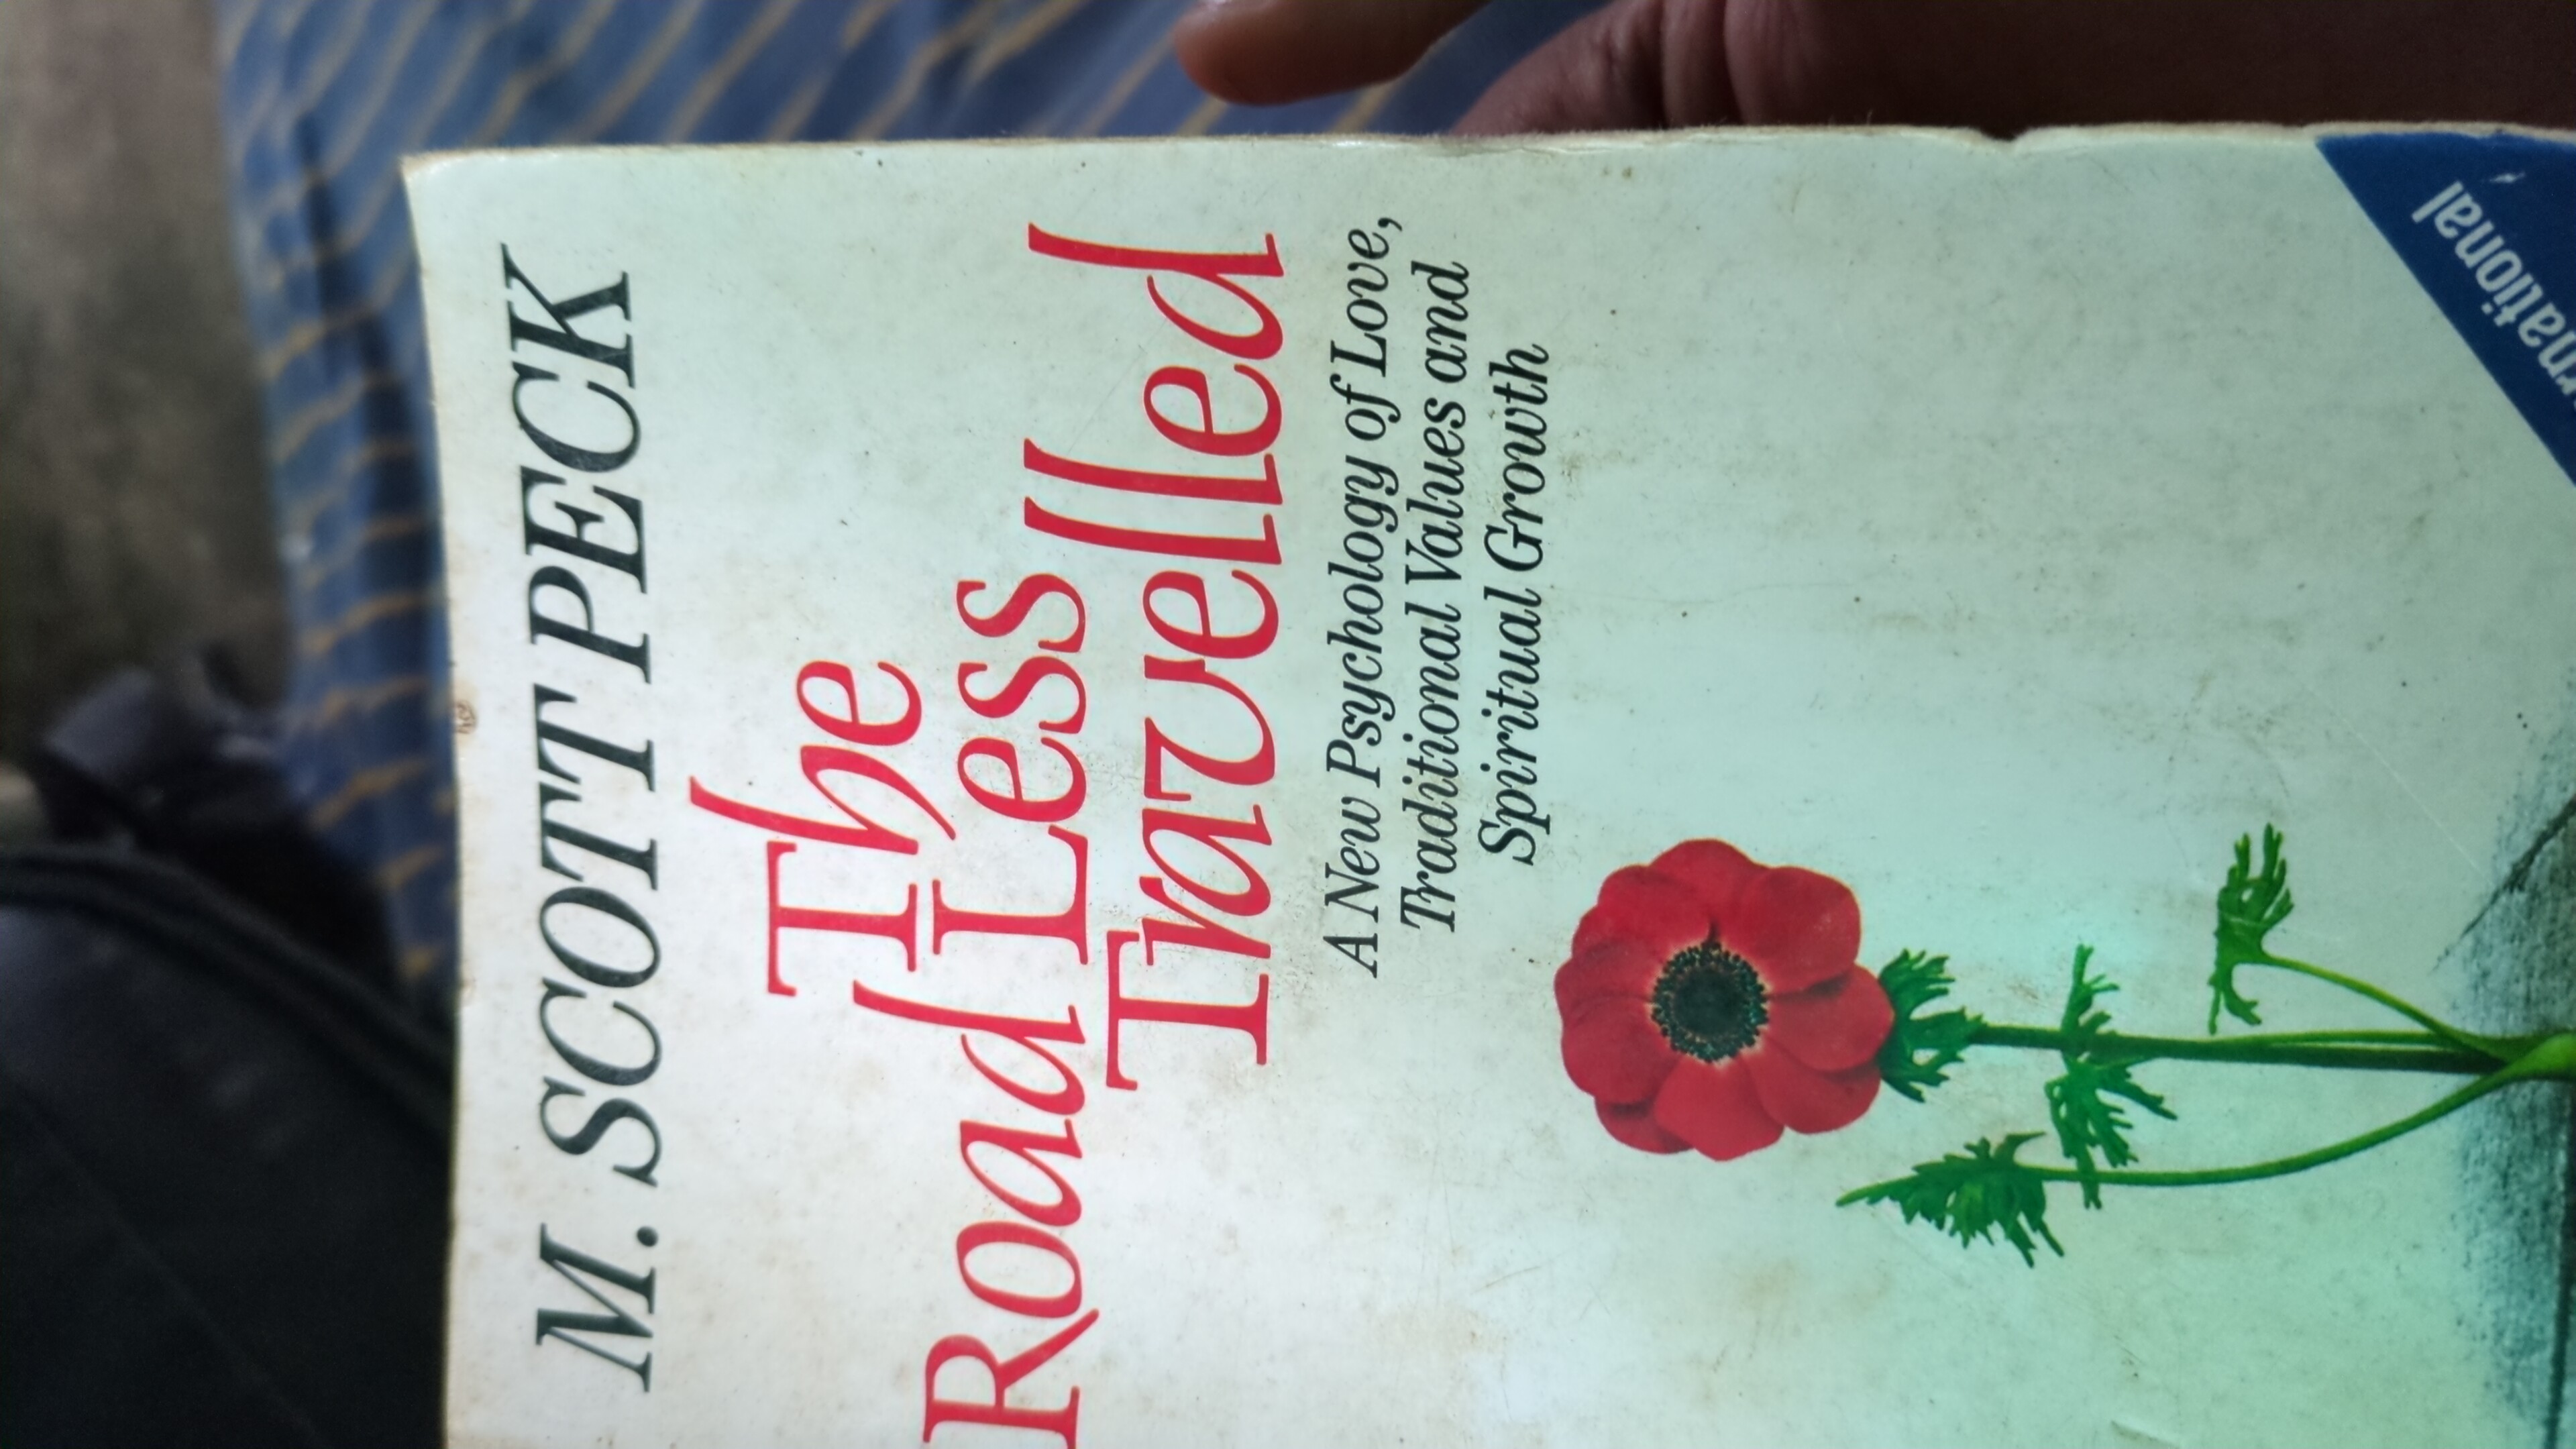 M. SCOTT PECK
The
Road Less
Travelled
A New Psychology of Love,
Traditional Values and
Spiritual Growth